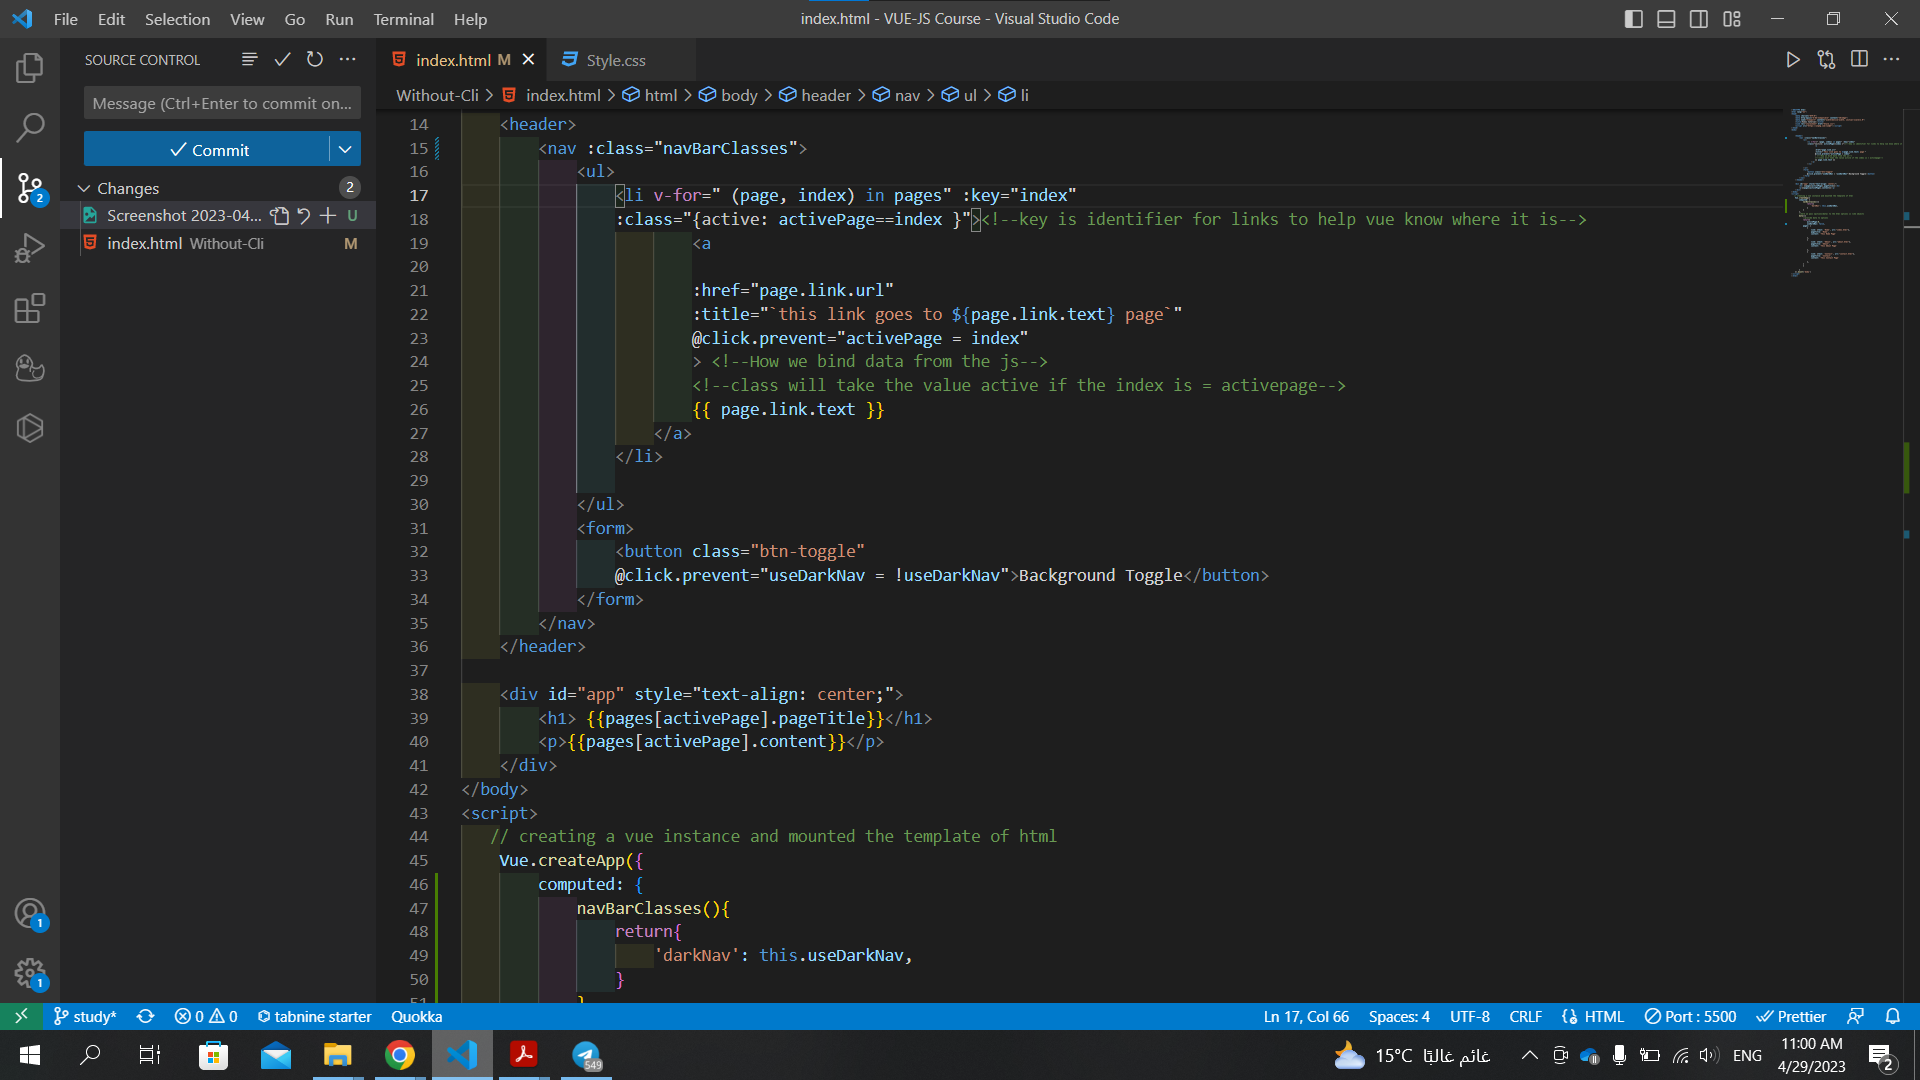 File Edit Selection View Go Run Terminal Help
index.html - VUE-JS Course - Visual Studio Code
SOURCE CONTROL
Message (Ctrl+Enter to commit on...
Commit
Changes 2
Screenshot 2023-04... U
index.html Without-Cli M
2
1
1
index.html M
Style.css
Without-Cli > index.html > html > body > header > nav > ul > li
14 <header>
15 <nav :class="navBarClasses">
16 <ul>
17 <li v-for=" (page, index) in pages" :key="index"
18 :class="{active: activePage==index }"><!--key is identifier for links to help vue know where it is-->
19 <a
20
21 :href="page.link.url"
22 :title="`this link goes to ${page.link.text} page`"
23 @click.prevent="activePage = index"
24 > <!--How we bind data from the js-->
25 <!--class will take the value active if the index is = activepage-->
26 {{ page.link.text }}
27 </a>
28 </li>
29
30 </ul>
31 <form>
32 <button class="btn-toggle"
33 @click.prevent="useDarkNav = !useDarkNav">Background Toggle</button>
34 </form>
35 </nav>
36 </header>
37
38 <div id="app" style="text-align: center;">
39 <h1> {{pages[activePage].pageTitle}}</h1>
40 <p>{{pages[activePage].content}}</p>
41 </div>
42 </body>
43 <script>
44 // creating a vue instance and mounted the template of html
45 Vue.createApp({
46 computed: {
47 navBarClasses(){
48 return{
49 'darkNav': this.useDarkNav,
50 }
51 }
study* 0 0 tabnine starter Quokka
Ln 17, Col 66 Spaces: 4 UTF-8 CRLF HTML Port : 5500 Prettier
549
15°C غائم غالبًا
ENG
11:00 AM
4/29/2023
2